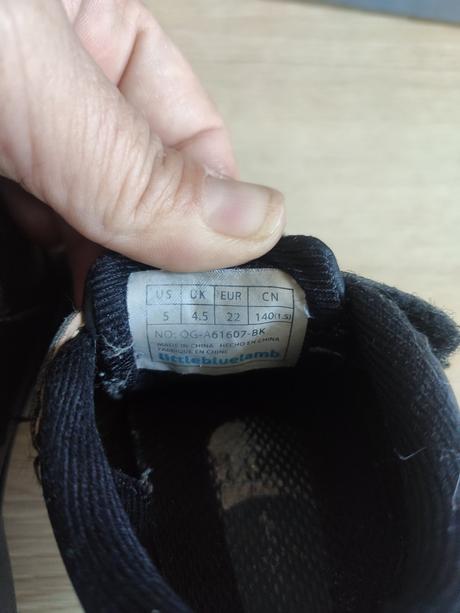 US UK EUR CN
5 4.5 22 140(1.5)
NO: OG-A61607-BK
MADE IN CHINA HECHO EN CHINA
FABRIQUE EN CHINE
littlebluelamb